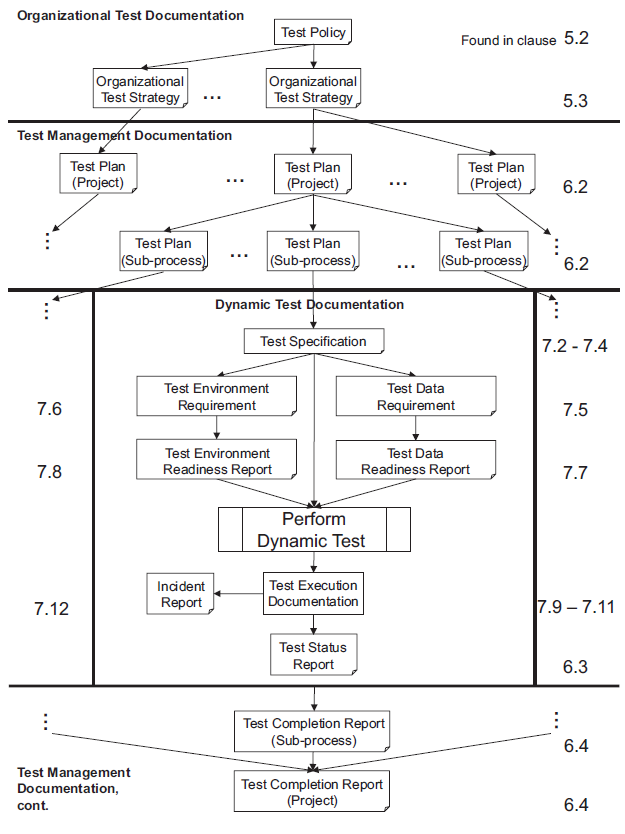 Organizational Test Documentation
Test Policy
Found in clause 5.2
Organizational
Test Strategy
...
Organizational
Test Strategy
5.3
Test Management Documentation
Test Plan
(Project)
...
Test Plan
(Project)
...
Test Plan
(Project)
6.2
...
...
Test Plan
(Sub-process)
...
Test Plan
(Sub-process)
...
Test Plan
(Sub-process)
6.2
Dynamic Test Documentation
...
...
Test Specification
7.2 - 7.4
Test Environment
Requirement
Test Data
Requirement
7.6
7.5
Test Environment
Readiness Report
Test Data
Readiness Report
7.8
7.7
Perform
Dynamic Test
Incident
Report
Test Execution
Documentation
7.12
7.9 – 7.11
Test Status
Report
6.3
...
...
Test Completion Report
(Sub-process)
6.4
Test Management
Documentation,
cont.
Test Completion Report
(Project)
6.4